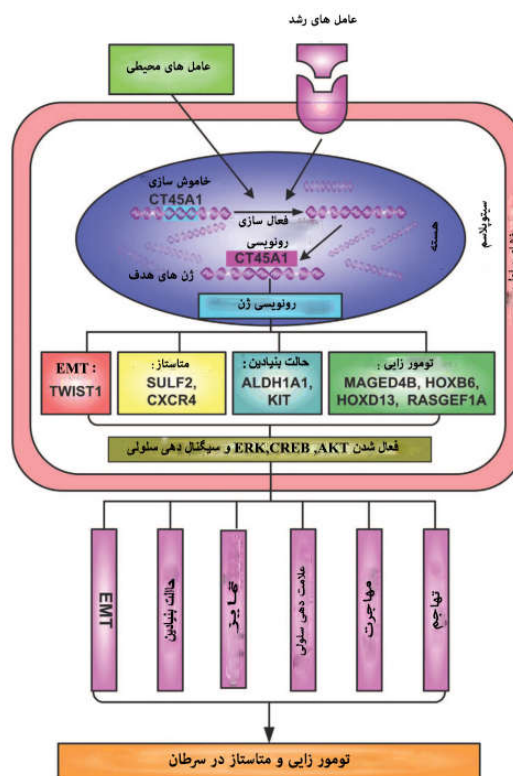 عامل های رشد
عامل های محیطی
خاموش سازی
CT45A1
فعال سازی
رونویسی
CT45A1
ژن های هدف
هسته
سیتوپلاسم
رونویسی ژن
EMT :
TWIST1
متاستاز :
SULF2,
CXCR4
حالت بنیادین :
ALDH1A1,
KIT
تومور زایی :
MAGED4B, HOXB6,
HOXD13, RASGEF1A
فعال شدن ERK,CREB ,AKT و سیگنال دهی سلولی
EMT
حاالت بنیادین
تمایز
علامت دهی سلولی
مهاجرت
تهاجم
تومور زایی و متاستاز در سرطان